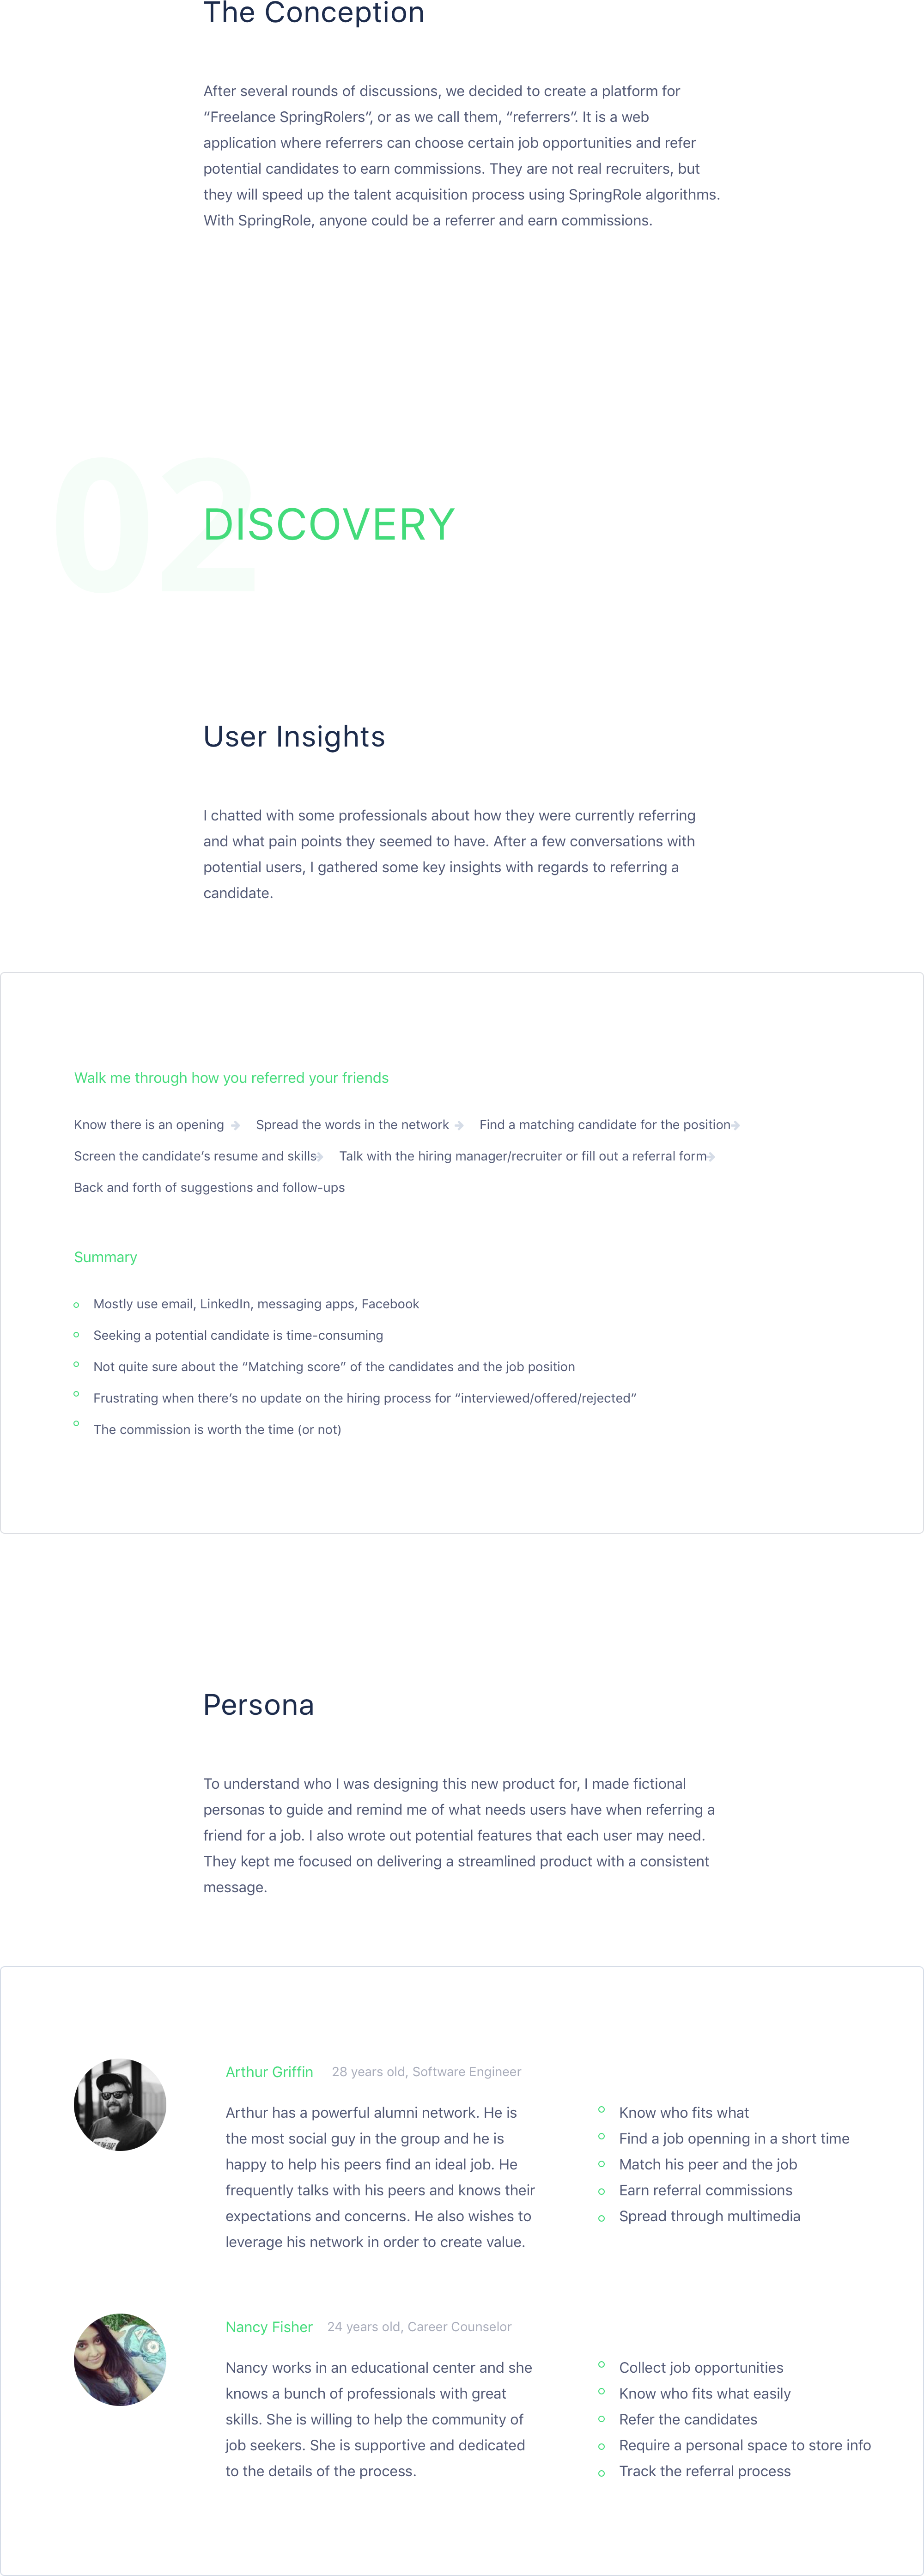 The Conception
After several rounds of discussions, we decided to create a platform for
“Freelance SpringRolers”, or as we call them, “referrers”. It is a web
application where referrers can choose certain job opportunities and refer
potential candidates to earn commissions. They are not real recruiters, but
they will speed up the talent acquisition process using SpringRole algorithms.
With SpringRole, anyone could be a referrer and earn commissions.
02
DISCOVERY
User Insights
I chatted with some professionals about how they were currently referring
and what pain points they seemed to have. After a few conversations with
potential users, I gathered some key insights with regards to referring a
candidate.
Walk me through how you referred your friends
Know there is an opening → Spread the words in the network → Find a matching candidate for the position →
Screen the candidate’s resume and skills → Talk with the hiring manager/recruiter or fill out a referral form →
Back and forth of suggestions and follow-ups
Summary
Mostly use email, LinkedIn, messaging apps, Facebook
Seeking a potential candidate is time-consuming
Not quite sure about the “Matching score” of the candidates and the job position
Frustrating when there’s no update on the hiring process for “interviewed/offered/rejected”
The commission is worth the time (or not)
Persona
To understand who I was designing this new product for, I made fictional
personas to guide and remind me of what needs users have when referring a
friend for a job. I also wrote out potential features that each user may need.
They kept me focused on delivering a streamlined product with a consistent
message.
Arthur Griffin 28 years old, Software Engineer
Arthur has a powerful alumni network. He is
the most social guy in the group and he is
happy to help his peers find an ideal job. He
frequently talks with his peers and knows their
expectations and concerns. He also wishes to
leverage his network in order to create value.
Know who fits what
Find a job openning in a short time
Match his peer and the job
Earn referral commissions
Spread through multimedia
Nancy Fisher 24 years old, Career Counselor
Nancy works in an educational center and she
knows a bunch of professionals with great
skills. She is willing to help the community of
job seekers. She is supportive and dedicated
to the details of the process.
Collect job opportunities
Know who fits what easily
Refer the candidates
Require a personal space to store info
Track the referral process